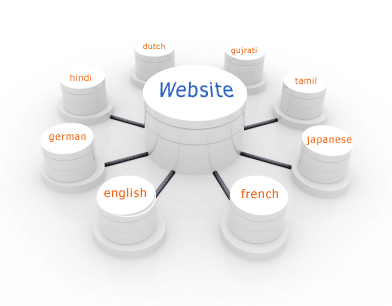 dutch
gujrati
hindi
tamil
Website
german
japanese
english
french